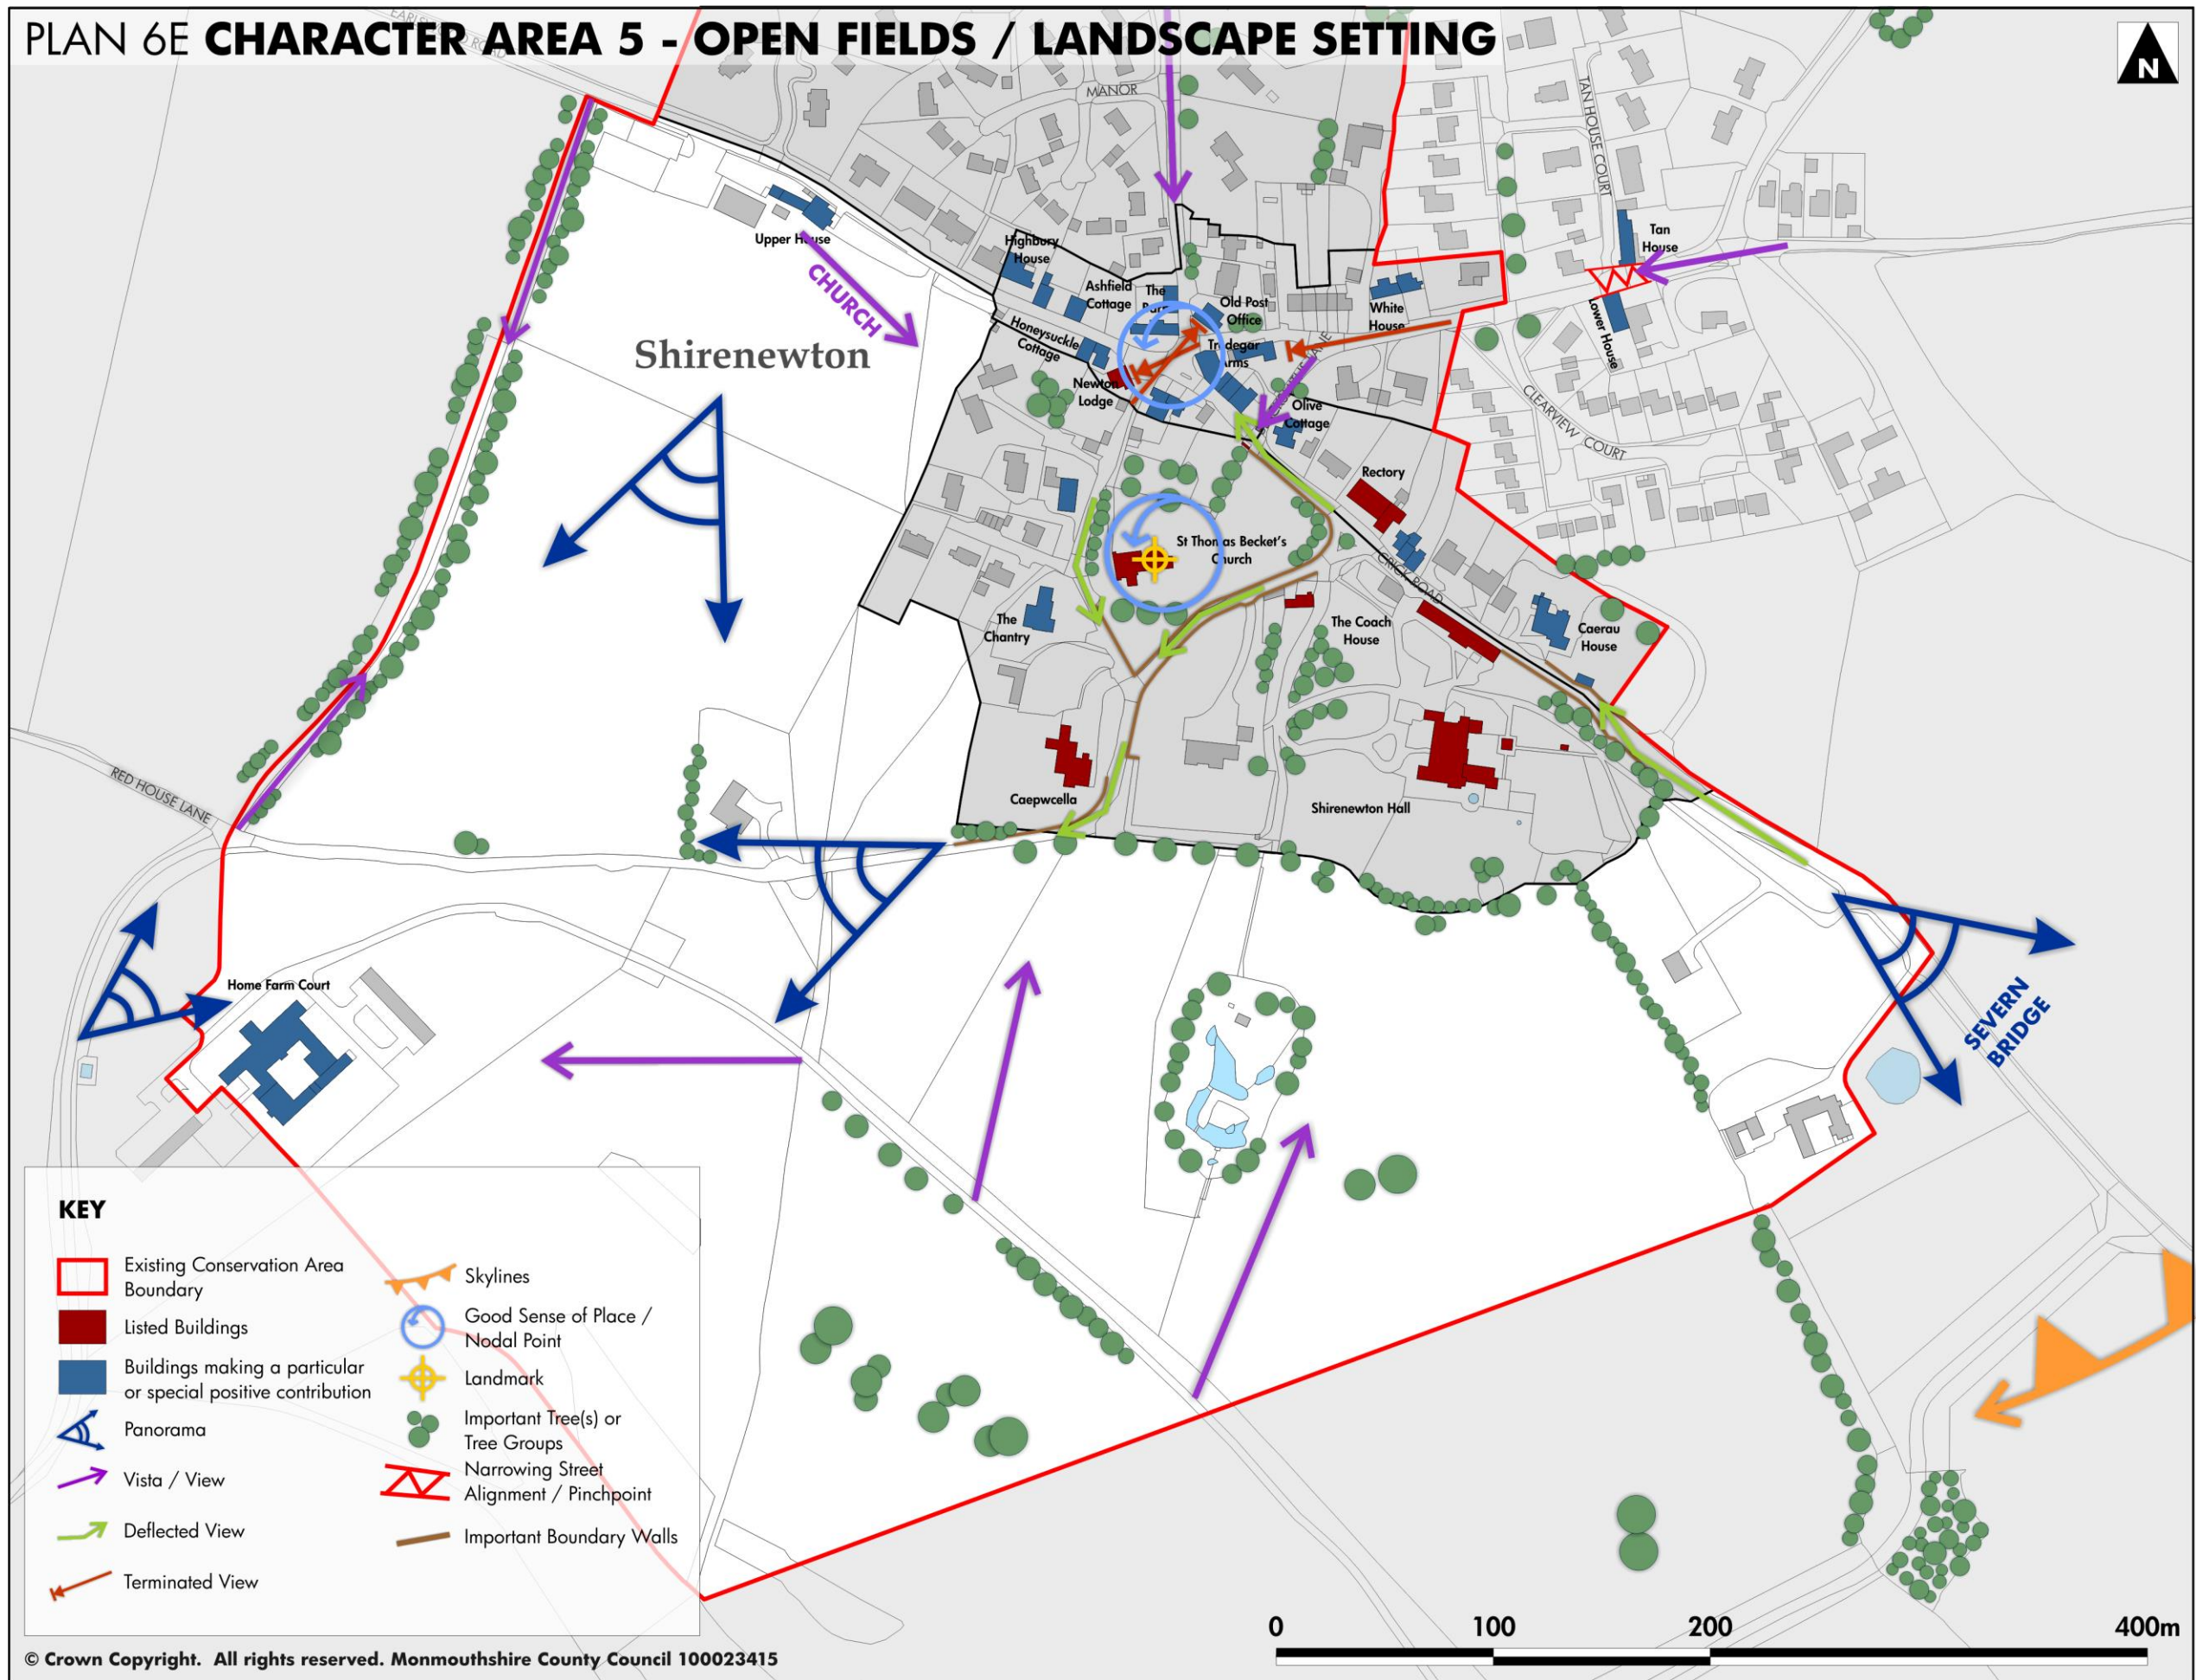 PLAN 6E CHARACTER AREA 5 - OPEN FIELDS / LANDSCAPE SETTING
N
MANOR
TAN HOUSE COURT
Upper House
CHURCH
Highbury
House
Ashfield
Cottage
The
Old Post
Office
White
House
Tan
House
Lower House
Shirenewton
Honeysuckle
Cottage
Tredegar
Arms
LANE
Newton
Lodge
Olive
Cottage
CLEARVIEW COURT
Rectory
St Thomas Becket's
Church
CRICK ROAD
The
Chantry
The Coach
House
Caerau
House
RED HOUSE LANE
Caepwcella
Shirenewton Hall
Home Farm Court
SEVERN
BRIDGE
KEY
Existing Conservation Area
Boundary
Listed Buildings
Buildings making a particular
or special positive contribution
Panorama
Vista / View
Deflected View
Terminated View
Skylines
Good Sense of Place /
Nodal Point
Landmark
Important Tree(s) or
Tree Groups
Narrowing Street
Alignment / Pinchpoint
Important Boundary Walls
0 100 200 400m
© Crown Copyright. All rights reserved. Monmouthshire County Council 100023415